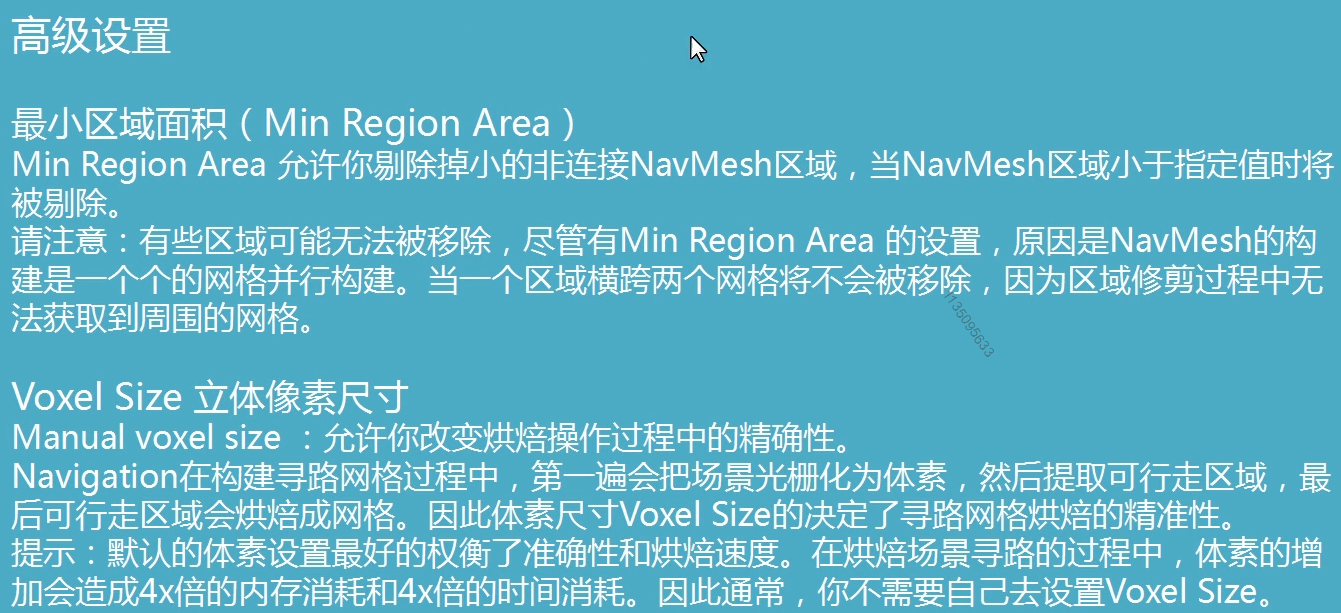 高级设置
最小区域面积（Min Region Area）
Min Region Area 允许你剔除掉小的非连接NavMesh区域，当NavMesh区域小于指定值时将
被剔除。
请注意：有些区域可能无法被移除，尽管有Min Region Area 的设置，原因是NavMesh的构
建是一个个的网格并行构建。当一个区域横跨两个网格将不会被移除，因为区域修剪过程中无
法获取到周围的网格。
135095633
Voxel Size 立体像素尺寸
Manual voxel size ：允许你改变烘焙操作过程中的精确性。
Navigation在构建寻路网格过程中，第一遍会把场景光栅化为体素，然后提取可行走区域，最
后可行走区域会烘焙成网格。因此体素尺寸Voxel Size的决定了寻路网格烘焙的精准性。
提示：默认的体素设置最好的权衡了准确性和烘焙速度。在烘焙场景寻路的过程中，体素的增
加会造成4x倍的内存消耗和4x倍的时间消耗。因此通常，你不需要自己去设置Voxel Size。